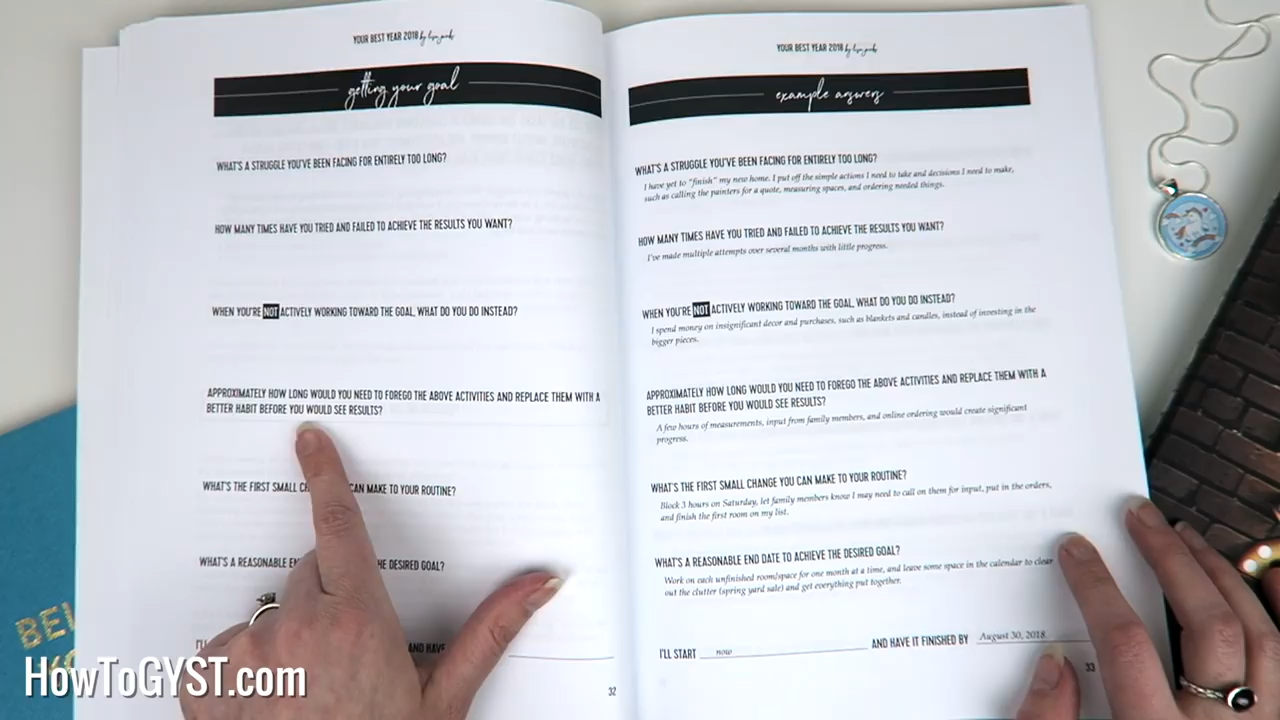 YOUR BEST YEAR 2018
getting your goal
WHAT'S A STRUGGLE YOU'VE BEEN FACING FOR ENTIRELY TOO LONG?
HOW MANY TIMES HAVE YOU TRIED AND FAILED TO ACHIEVE THE RESULTS YOU WANT?
WHEN YOU'RE NOT ACTIVELY WORKING TOWARD THE GOAL, WHAT DO YOU DO INSTEAD?
APPROXIMATELY HOW LONG WOULD YOU NEED TO FOREGO THE ABOVE ACTIVITIES AND REPLACE THEM WITH A
BETTER HABIT BEFORE YOU WOULD SEE RESULTS?
WHAT'S THE FIRST SMALL CAN MAKE TO YOUR ROUTINE?
WHAT'S A REASONABLE HE DESIRED GOAL?
I'LL AND HAVE
32
YOUR BEST YEAR 2018
example answers
WHAT'S A STRUGGLE YOU'VE BEEN FACING FOR ENTIRELY TOO LONG?
I have yet to "finish" my new home. I put off the simple actions I need to take and decisions I need to make,
such as calling the painters for a quote, measuring spaces, and ordering needed things.
HOW MANY TIMES HAVE YOU TRIED AND FAILED TO ACHIEVE THE RESULTS YOU WANT?
I've made multiple attempts over several months with little progress.
WHEN YOU'RE NOT ACTIVELY WORKING TOWARD THE GOAL, WHAT DO YOU DO INSTEAD?
I spend money on insignificant decor and purchases, such as blankets and candles, instead of investing in the
bigger pieces.
APPROXIMATELY HOW LONG WOULD YOU NEED TO FOREGO THE ABOVE ACTIVITIES AND REPLACE THEM WITH A
BETTER HABIT BEFORE YOU WOULD SEE RESULTS?
A few hours of measurements, input from family members, and online ordering would create significant
progress.
WHAT'S THE FIRST SMALL CHANGE YOU CAN MAKE TO YOUR ROUTINE?
Block 3 hours on Saturday, let family members know I may need to call on them for input, put in the orders,
and finish the first room on my list.
WHAT'S A REASONABLE END DATE TO ACHIEVE THE DESIRED GOAL?
Work on each unfinished room/space for one month at a time, and leave some space in the calendar to clear
out the clutter (spring yard sale) and get everything put together.
I'LL START now AND HAVE IT FINISHED BY August 30, 2018
33
HowToGYST.com